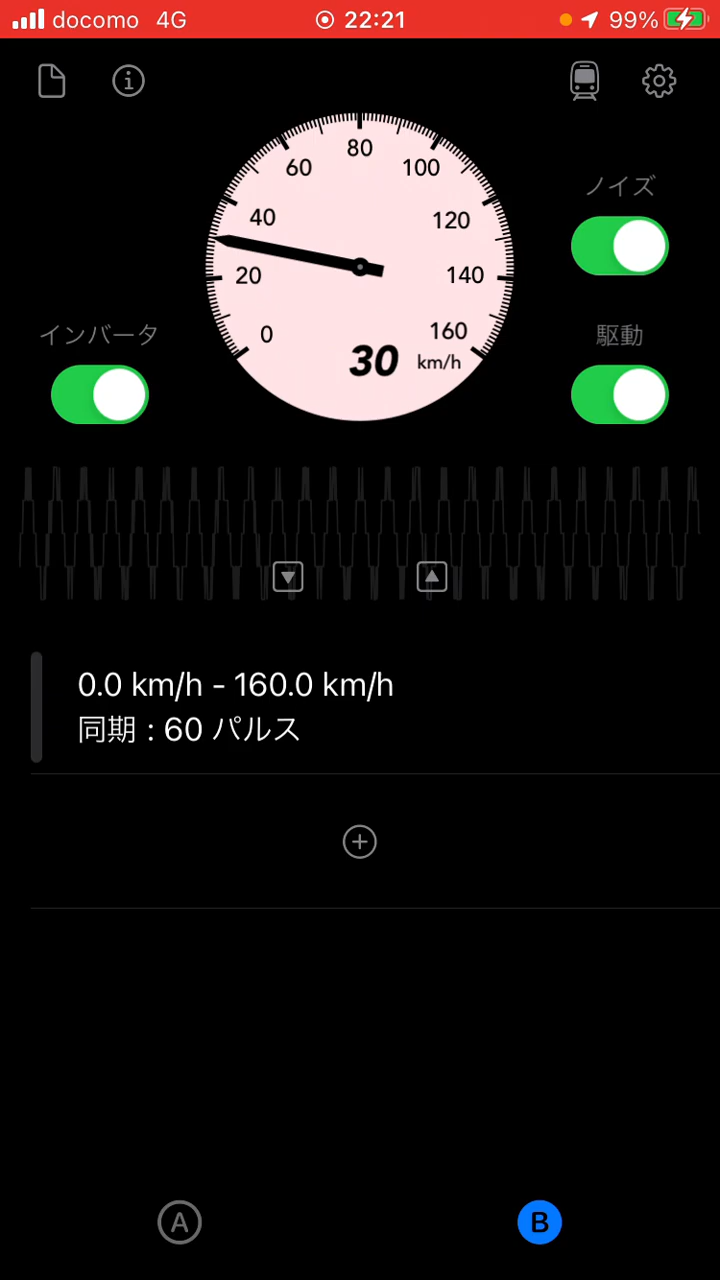 docomo 4G 22:21 99%
80
60 100
ノイズ
40 120
20 140
インバータ 0 160 駆動
30 km/h
0.0 km/h - 160.0 km/h
同期 : 60 パルス
A B